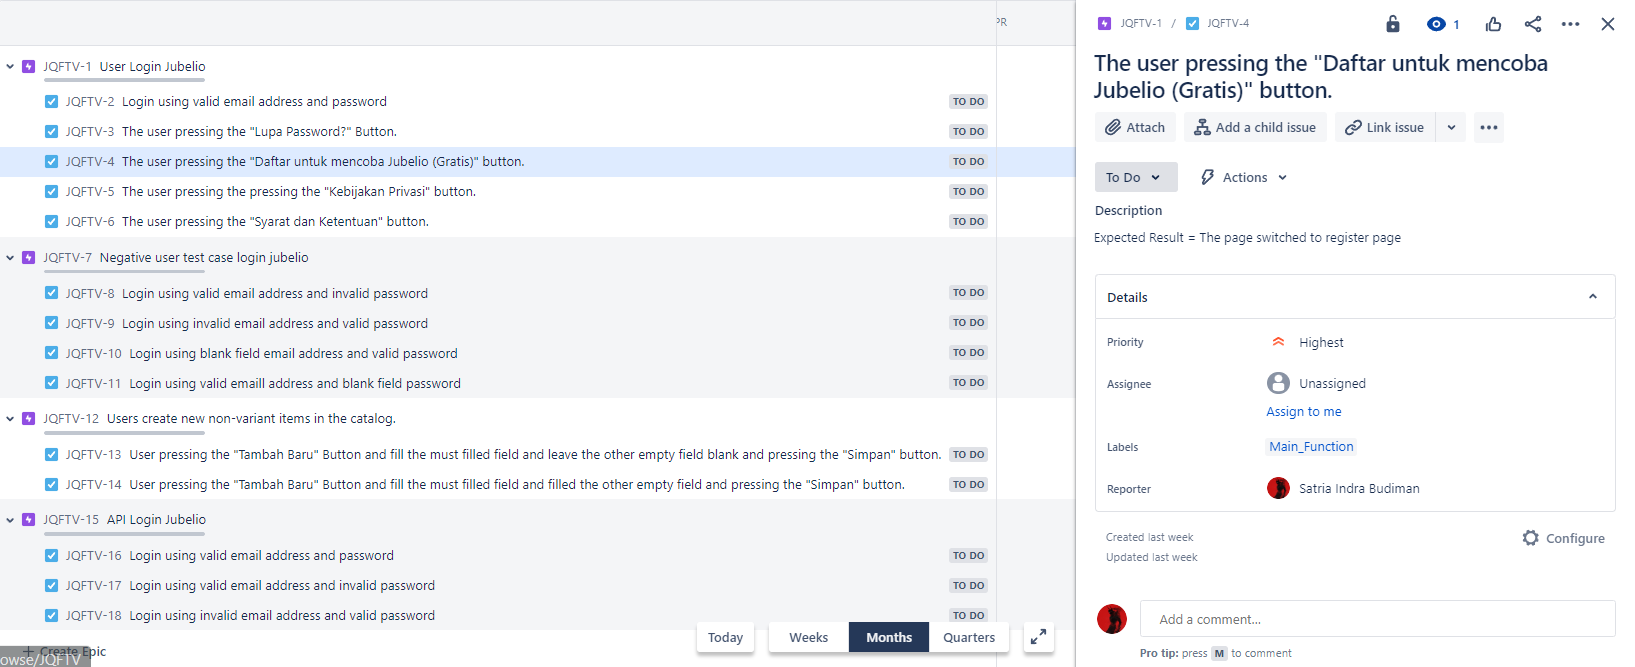 PR
JQFTV-1 User Login Jubelio
JQFTV-2 Login using valid email address and password TO DO
JQFTV-3 The user pressing the "Lupa Password?" Button. TO DO
JQFTV-4 The user pressing the "Daftar untuk mencoba Jubelio (Gratis)" button. TO DO
JQFTV-5 The user pressing the pressing the "Kebijakan Privasi" button. TO DO
JQFTV-6 The user pressing the "Syarat dan Ketentuan" button. TO DO
JQFTV-7 Negative user test case login jubelio
JQFTV-8 Login using valid email address and invalid password TO DO
JQFTV-9 Login using invalid email address and valid password TO DO
JQFTV-10 Login using blank field email address and valid password TO DO
JQFTV-11 Login using valid emaill address and blank field password TO DO
JQFTV-12 Users create new non-variant items in the catalog.
JQFTV-13 User pressing the "Tambah Baru" Button and fill the must filled field and leave the other empty field blank and pressing the "Simpan" button. TO DO
JQFTV-14 User pressing the "Tambah Baru" Button and fill the must filled field and filled the other empty field and pressing the "Simpan" button. TO DO
JQFTV-15 API Login Jubelio
JQFTV-16 Login using valid email address and password TO DO
JQFTV-17 Login using valid email address and invalid password TO DO
JQFTV-18 Login using invalid email address and valid password TO DO
+ Create Epic
owse/JQFTV
Today Weeks Months Quarters
JQFTV-1 / JQFTV-4 1
The user pressing the "Daftar untuk mencoba
Jubelio (Gratis)" button.
Attach Add a child issue Link issue
To Do Actions
Description
Expected Result = The page switched to register page
Details
Priority Highest
Assignee Unassigned
Assign to me
Labels Main_Function
Reporter Satria Indra Budiman
Created last week
Updated last week
Configure
Add a comment...
Pro tip: press M to comment